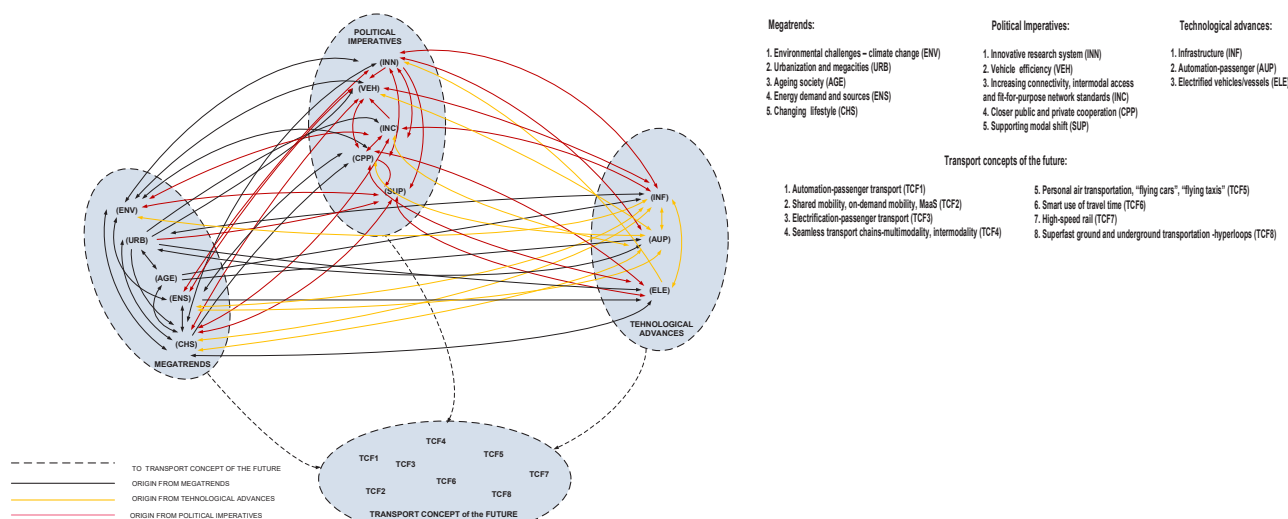 POLITICAL
IMPERATIVES
(INN)
(VEH)
(INC)
(CPP)
(SUP)
(ENV)
(URB)
(AGE)
(ENS)
(CHS)
MEGATRENDS
(INF)
(AUP)
(ELE)
TEHNOLOGICAL
ADVANCES
TCF4
TCF1
TCF3
TCF5
TCF7
TCF6
TCF2
TCF8
TRANSPORT CONCEPT of the FUTURE
TO TRANSPORT CONCEPT OF THE FUTURE
ORIGIN FROM MEGATRENDS
ORIGIN FROM TEHNOLOGICAL ADVANCES
ORIGIN FROM POLITICAL IMPERATIVES
Megatrends:
1. Environmental challenges – climate change (ENV)
2. Urbanization and megacities (URB)
3. Ageing society (AGE)
4. Energy demand and sources (ENS)
5. Changing lifestyle (CHS)
Political Imperatives:
1. Innovative research system (INN)
2. Vehicle efficiency (VEH)
3. Increasing connectivity, intermodal access
and fit-for-purpose network standards (INC)
4. Closer public and private cooperation (CPP)
5. Supporting modal shift (SUP)
Technological advances:
1. Infrastructure (INF)
2. Automation-passenger (AUP)
3. Electrified vehicles/vessels (ELE
Transport concepts of the future:
1. Automation-passenger transport (TCF1)
2. Shared mobility, on-demand mobility, MaaS (TCF2)
3. Electrification-passenger transport (TCF3)
4. Seamless transport chains-multimodality, intermodality (TCF4)
5. Personal air transportation, “flying cars”, “flying taxis” (TCF5)
6. Smart use of travel time (TCF6)
7. High-speed rail (TCF7)
8. Superfast ground and underground transportation -hyperloops (TCF8)